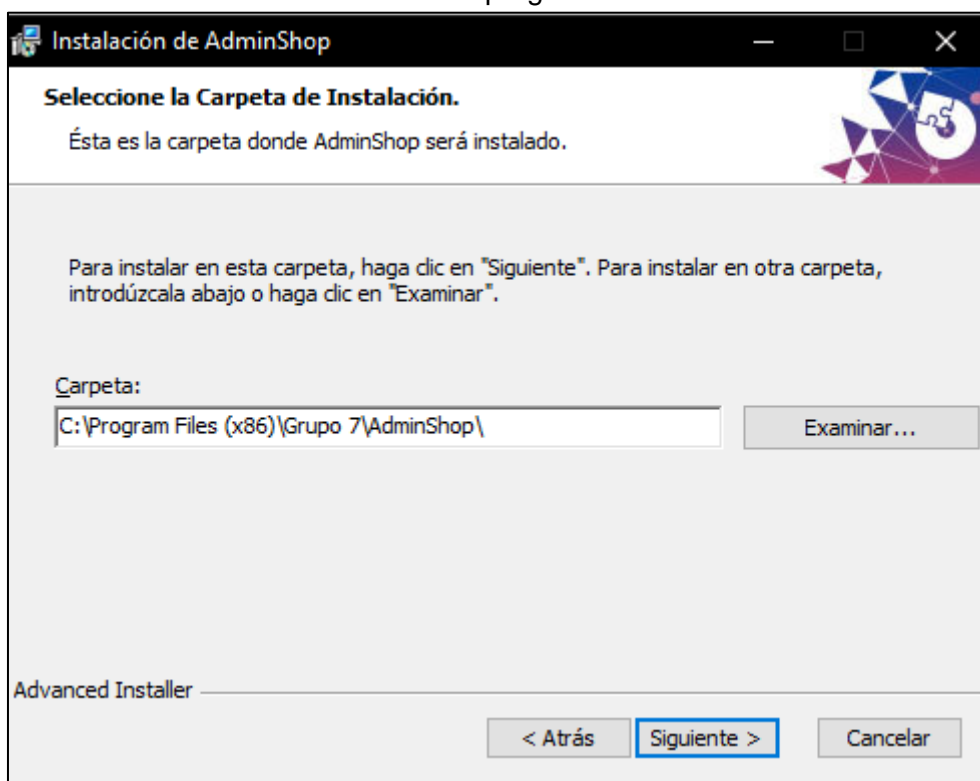 Instalación de AdminShop
Seleccione la Carpeta de Instalación.
Ésta es la carpeta donde AdminShop será instalado.
Para instalar en esta carpeta, haga clic en "Siguiente". Para instalar en otra carpeta,
introdúzcala abajo o haga clic en "Examinar".
Carpeta:
C:\Program Files (x86)\Grupo 7\AdminShop\
Examinar...
Advanced Installer
< Atrás
Siguiente >
Cancelar